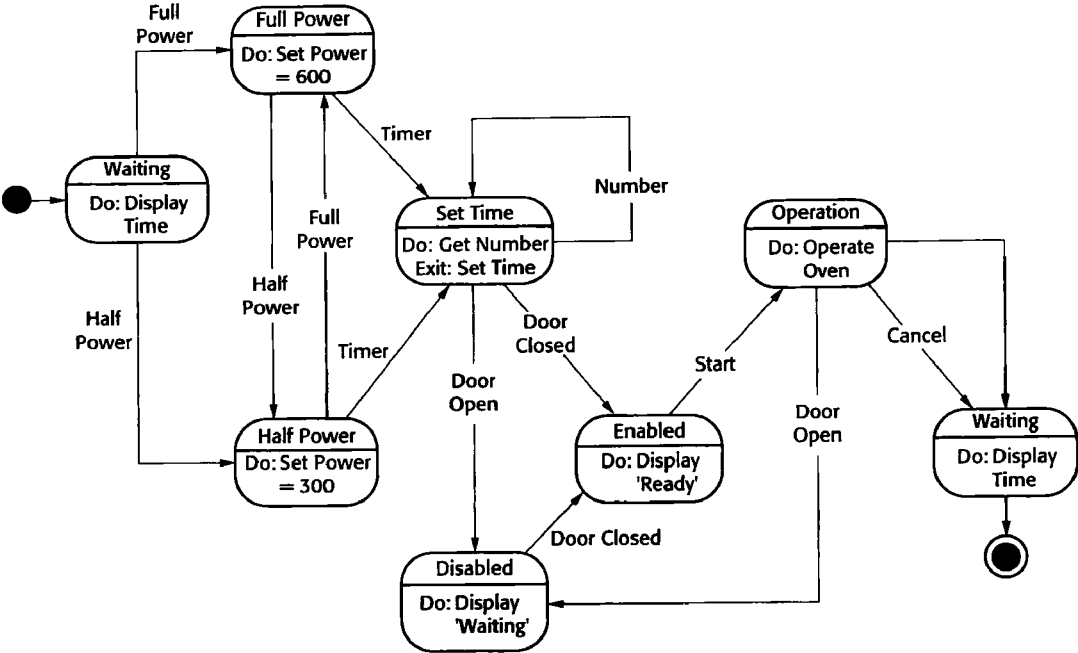 Full
Power
Full Power
Do: Set Power
= 600
Timer
Waiting
Do: Display
Time
Number
Full
Power
Set Time
Do: Get Number
Exit: Set Time
Operation
Do: Operate
Oven
Half
Power
Half
Power
Timer
Door
Closed
Door
Open
Start
Cancel
Door
Open
Half Power
Do: Set Power
= 300
Enabled
Do: Display
'Ready'
Waiting
Do: Display
Time
Door Closed
Disabled
Do: Display
'Waiting'